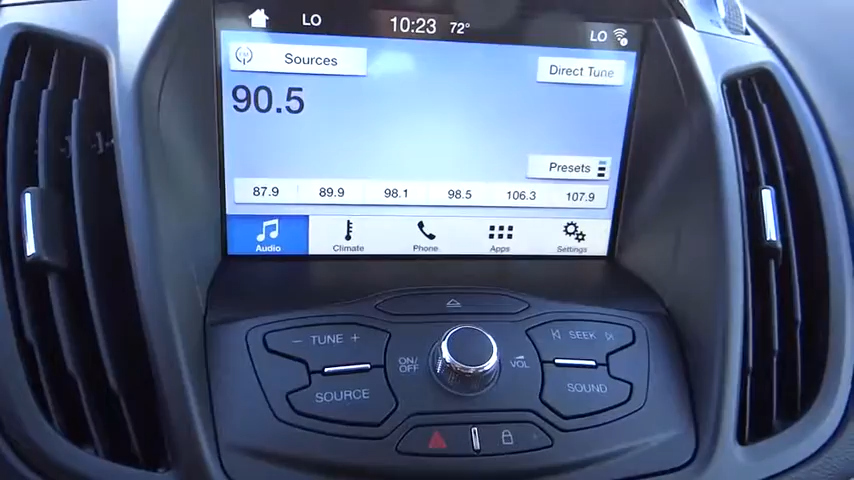 LO 10:23 72° LO
FM Sources
Direct Tune
90.5
Presets
87.9 89.9 98.1 98.5 106.3 107.9
Audio Climate Phone Apps Settings
− TUNE +
SEEK
ON/
OFF
VOL
SOURCE
SOUND